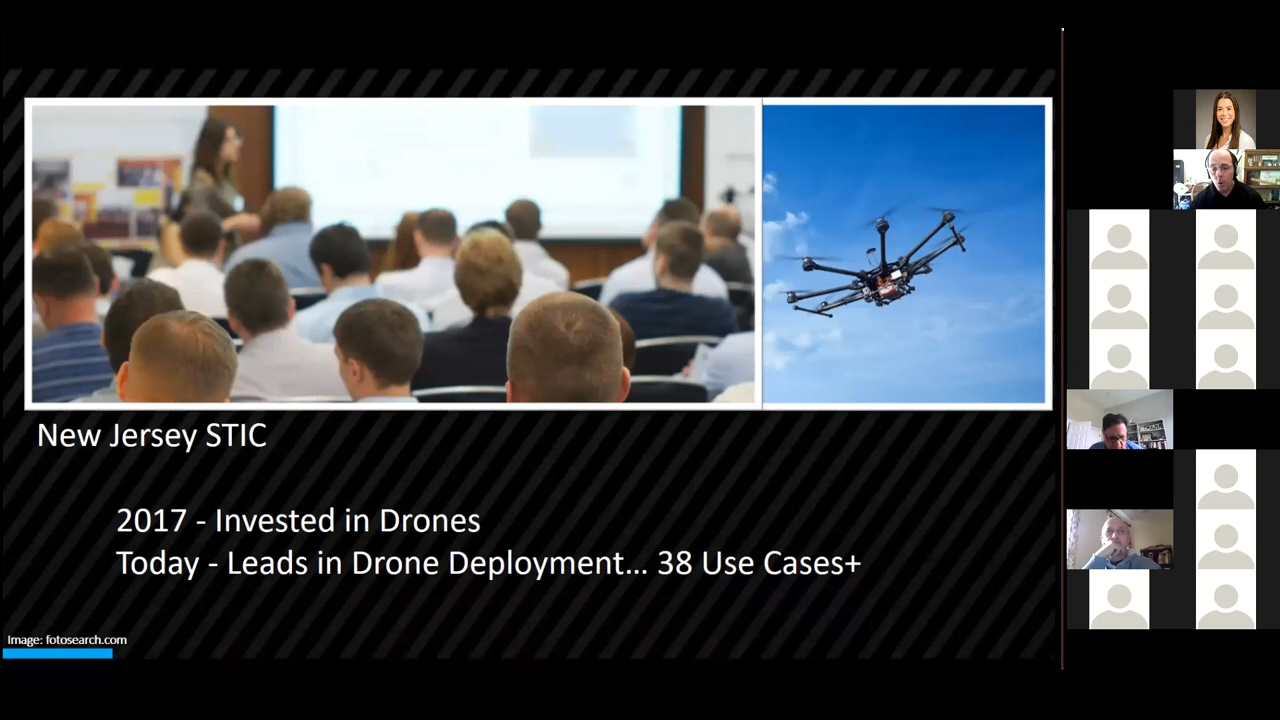 New Jersey STIC
2017 - Invested in Drones
Today - Leads in Drone Deployment... 38 Use Cases+
Image: fotosearch.com